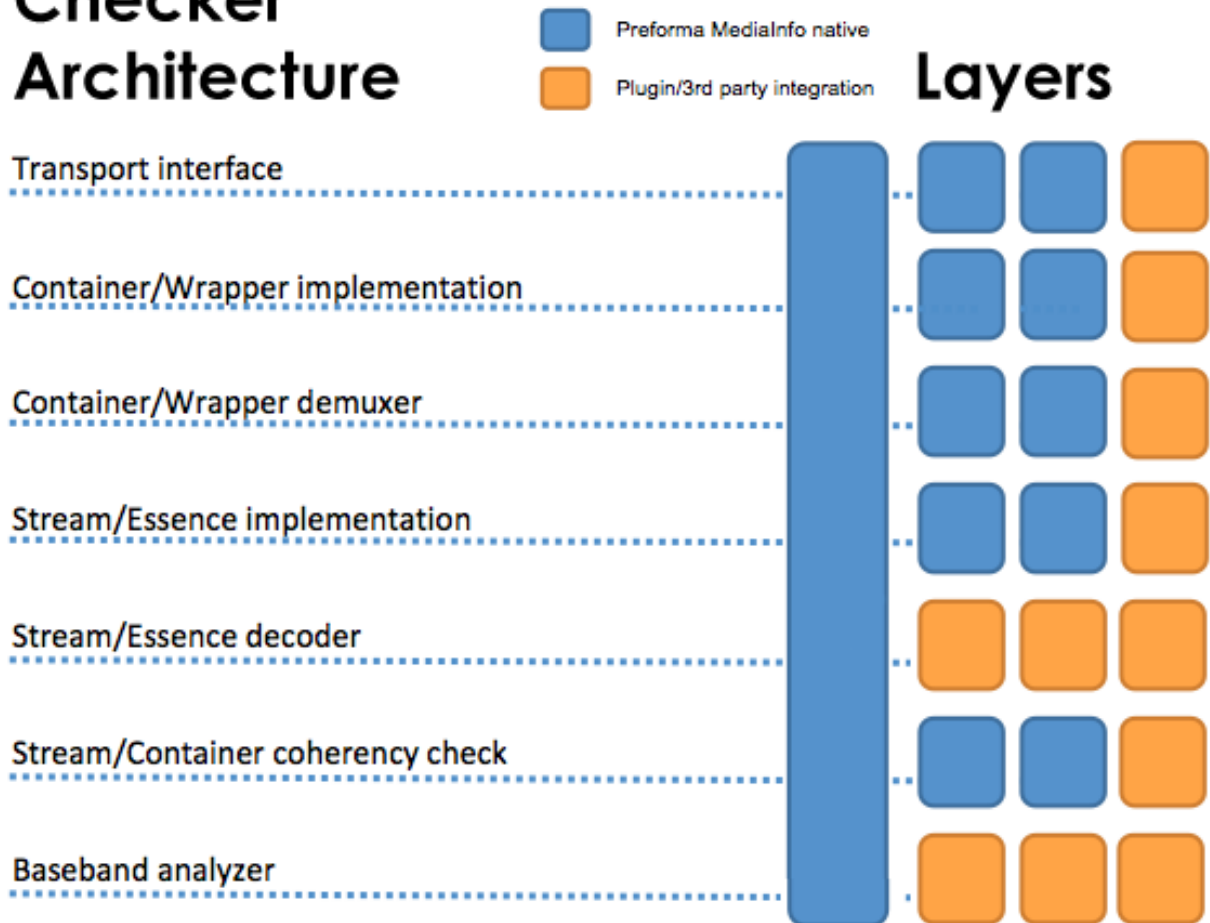 Checker
Architecture
Preforma MediaInfo native
Plugin/3rd party integration
Layers
Transport interface
Container/Wrapper implementation
Container/Wrapper demuxer
Stream/Essence implementation
Stream/Essence decoder
Stream/Container coherency check
Baseband analyzer